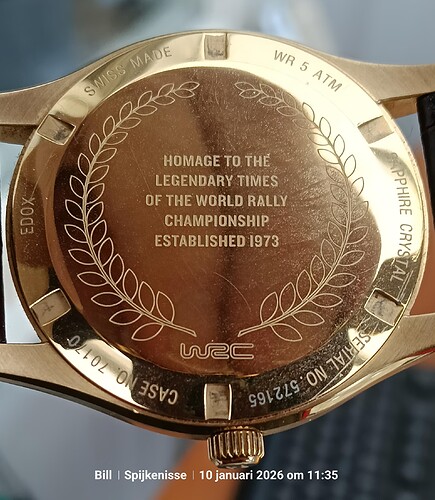 SWISS MADE
WR 5 ATM
EDOX
SAPPHIRE CRYSTAL
HOMAGE TO THE
LEGENDARY TIMES
OF THE WORLD RALLY
CHAMPIONSHIP
ESTABLISHED 1973
WRC
CASE NO. 70170
SERIAL NO 572165
Bill | Spijkenisse | 10 januari 2026 om 11:35